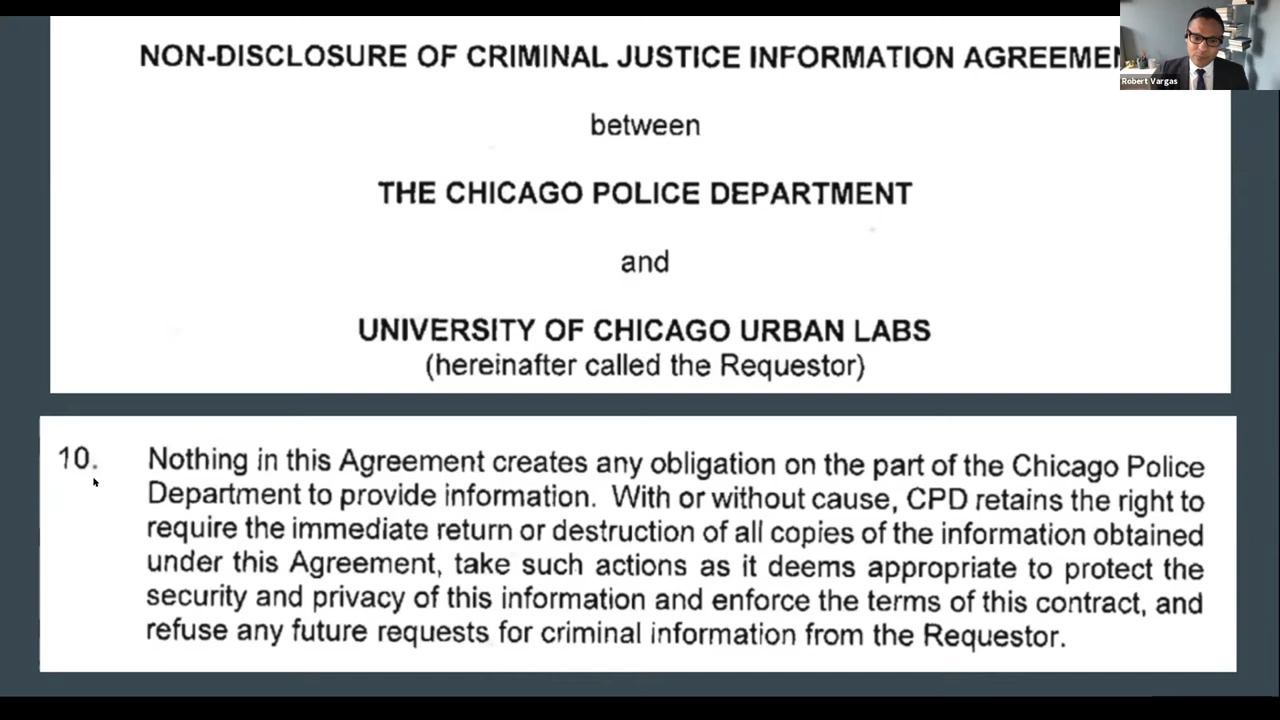 NON-DISCLOSURE OF CRIMINAL JUSTICE INFORMATION
between
THE CHICAGO POLICE DEPARTMENT
and
UNIVERSITY OF CHICAGO URBAN LABS
(hereinafter called the Requestor)
10. Nothing in this Agreement creates any obligation on the part of the Chicago Police
Department to provide information. With or without cause, CPD retains the right to
require the immediate return or destruction of all copies of the information obtained
under this Agreement, take such actions as it deems appropriate to protect the
security and privacy of this information and enforce the terms of this contract, and
refuse any future requests for criminal information from the Requestor.
Robert Vargas